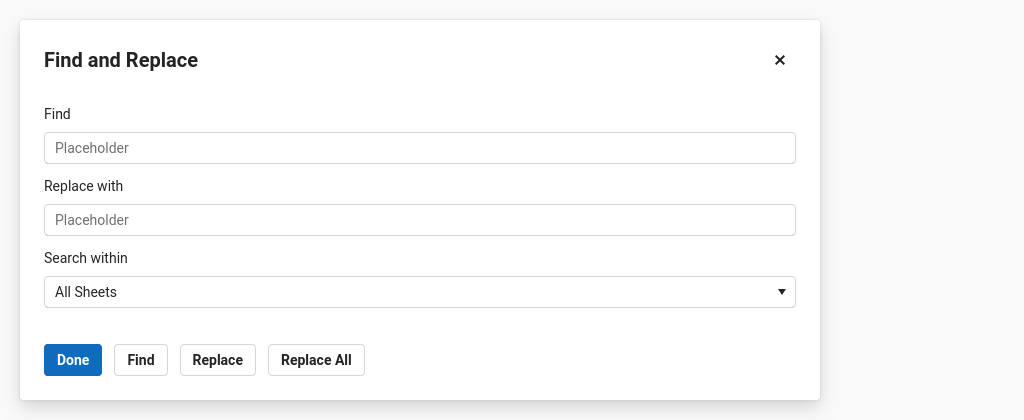 Find and Replace
Find
Placeholder
Replace with
Placeholder
Search within
All Sheets
Done Find Replace Replace All